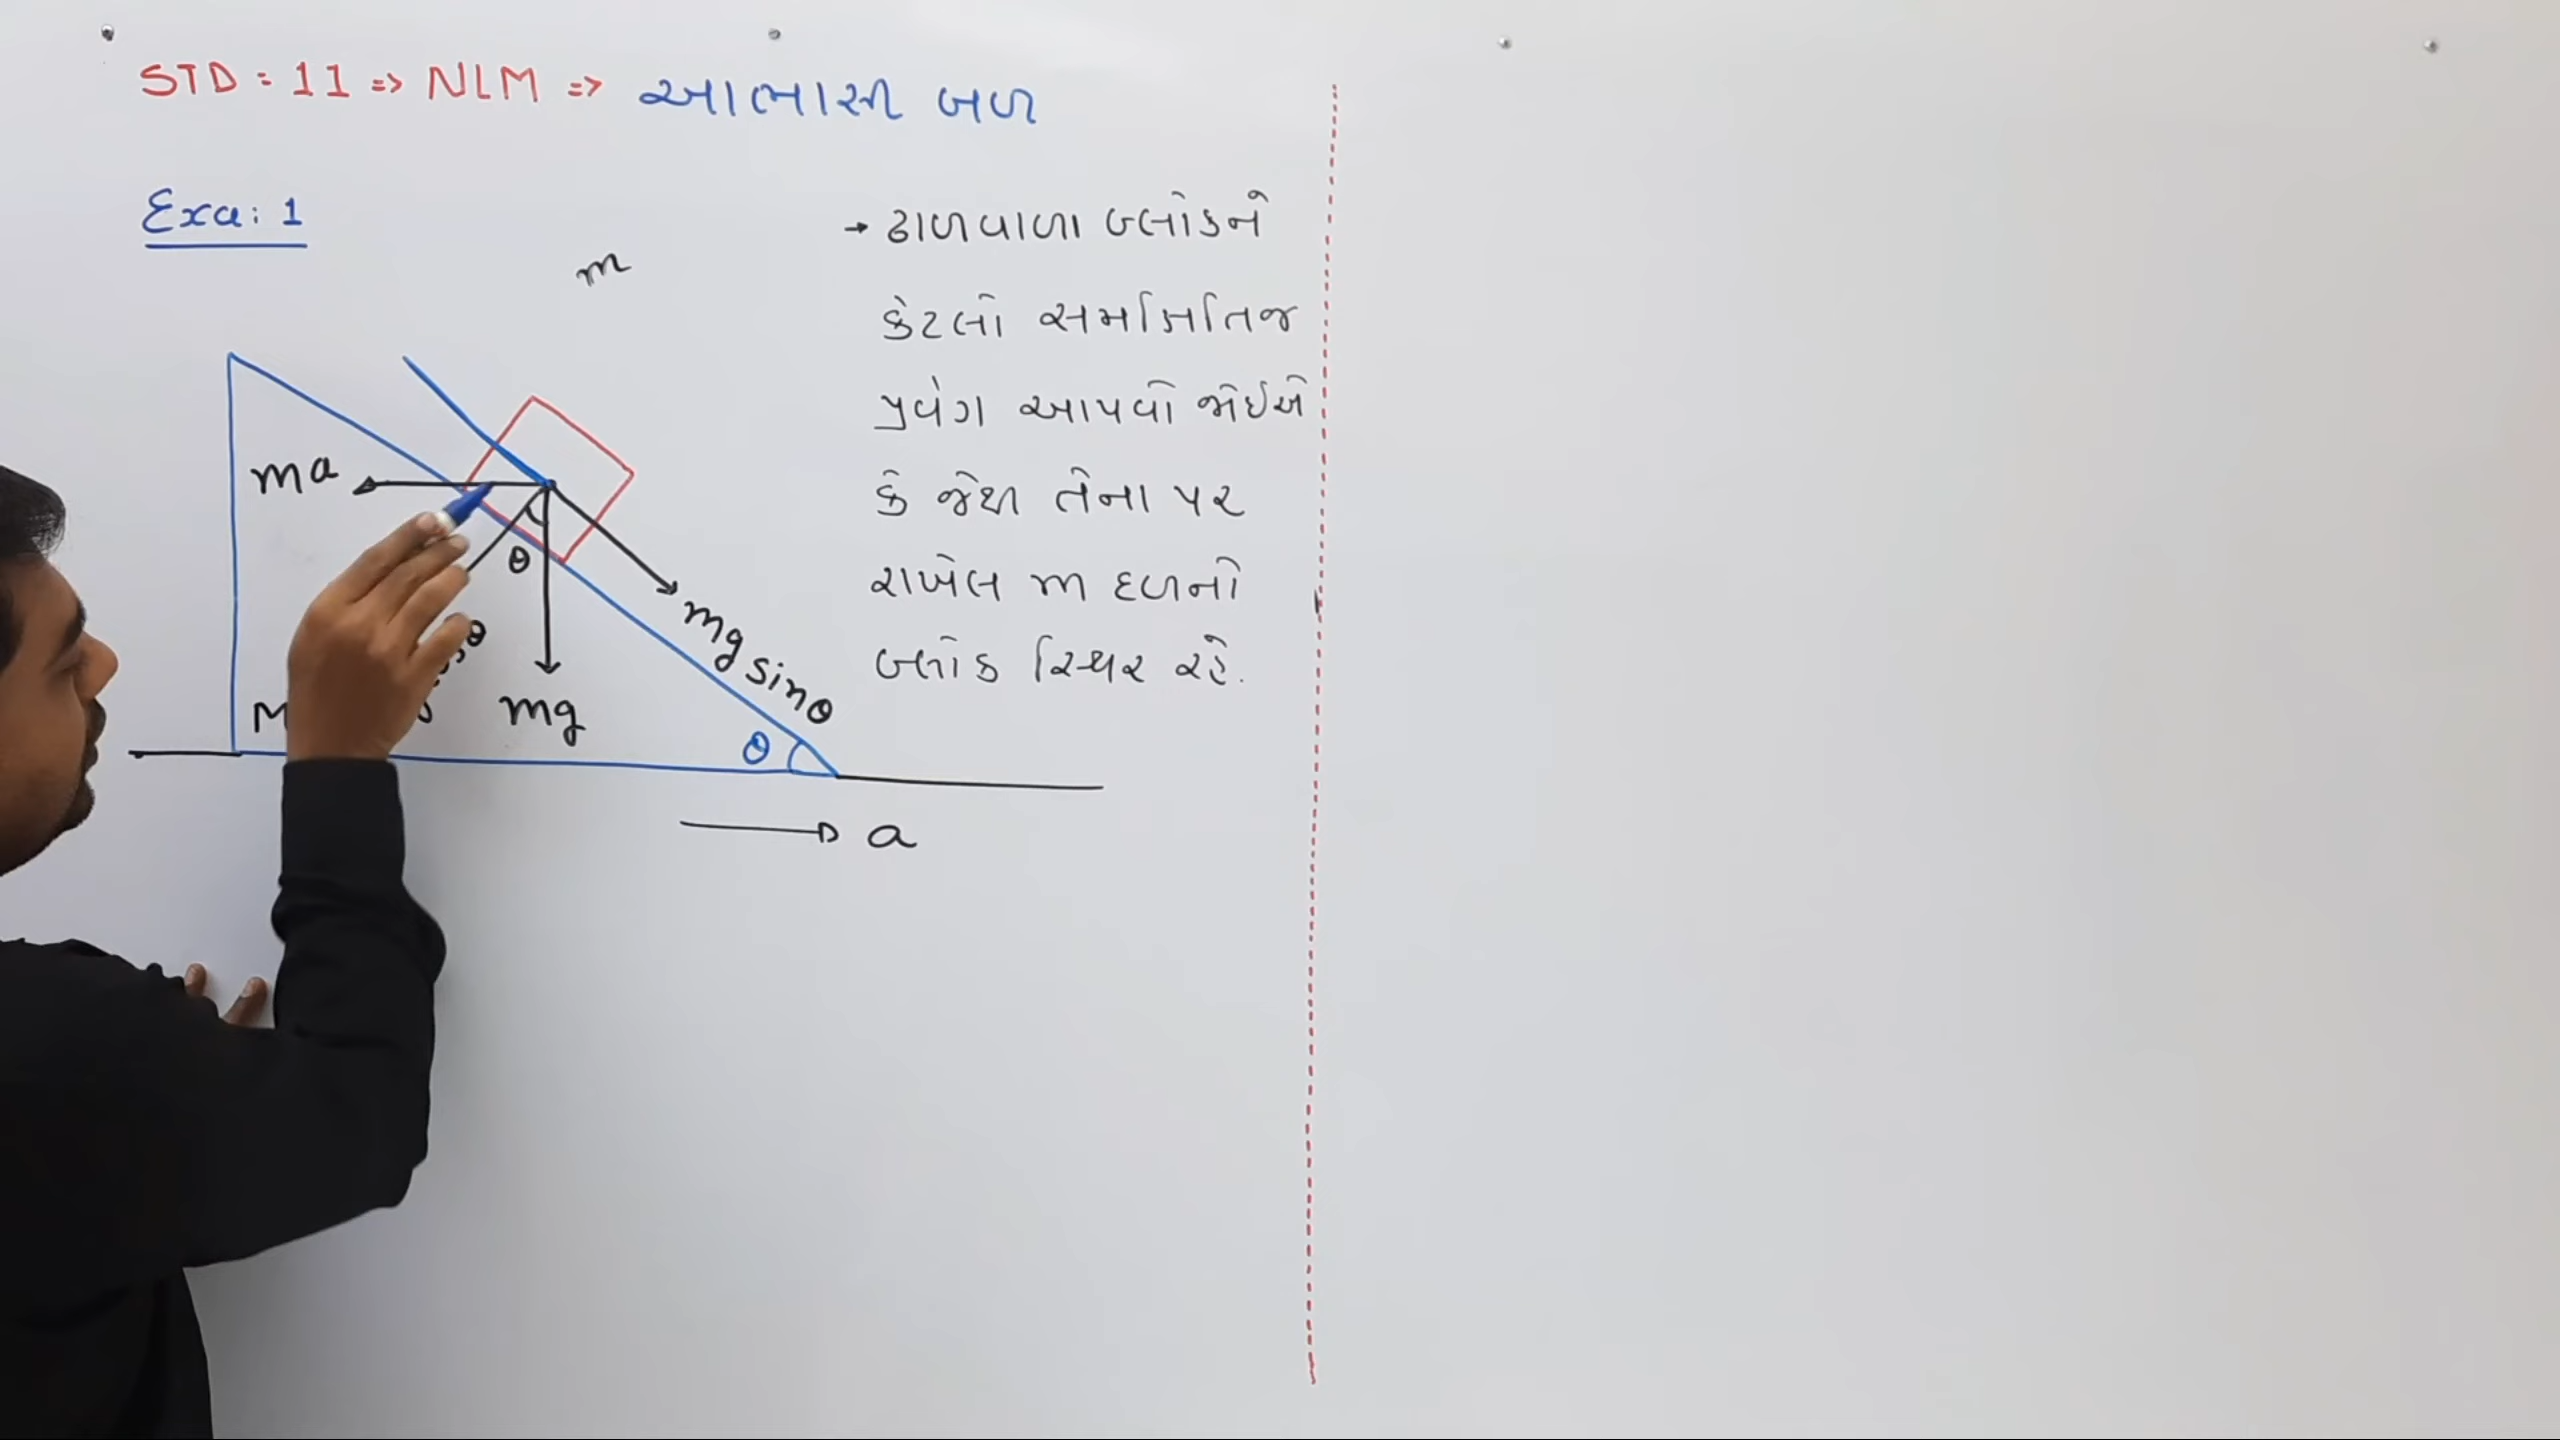 STD : 11 => NLM => આભાસી બળ
Exa: 1
→ ઢાળવાળા બ્લોકને
કેટલો સમક્ષિતિજ
પ્રવેગ આપવો જોઈએ
કે જેથી તેના પર
રાખેલ m દળનો
બ્લોક સ્થિર રહે.
m
ma
θ
θ
mg
mg sinθ
M
θ
a